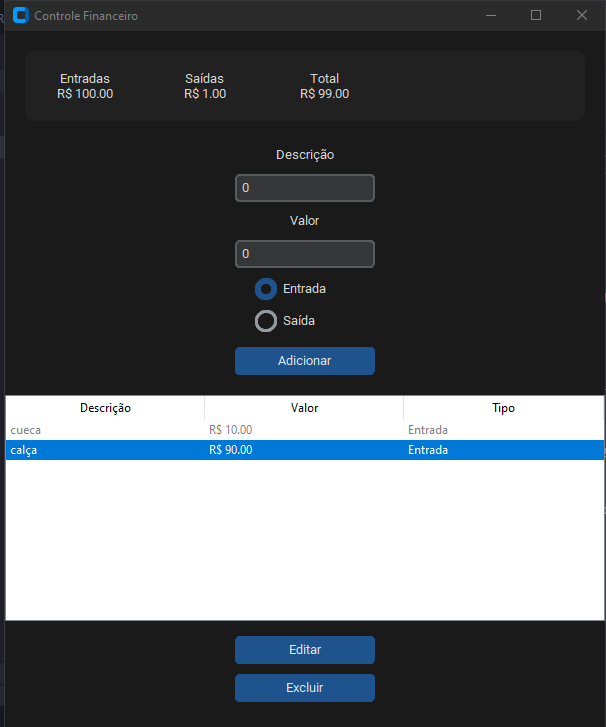 Controle Financeiro
Entradas Saídas Total
R$ 100.00 R$ 1.00 R$ 99.00
Descrição
0
Valor
0
Entrada
Saída
Adicionar
Descrição Valor Tipo
cueca R$ 10.00 Entrada
calça R$ 90.00 Entrada
Editar
Excluir